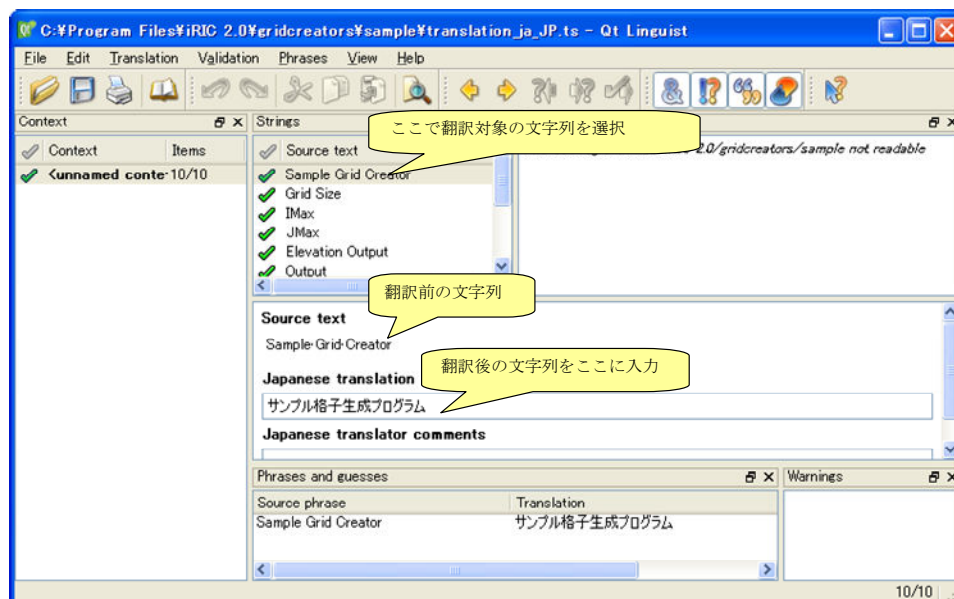 C:¥Program Files¥iRIC 2.0¥gridcreators¥sample¥translation_ja_JP.ts - Qt Linguist
File Edit Translation Validation Phrases View Help
Context
Strings
Context Items
<unnamed conte 10/10
Source text
Sample Grid Creator
Grid Size
IMax
JMax
Elevation Output
Output
ここで翻訳対象の文字列を選択
2.0/gridcreators/sample not readable
翻訳前の文字列
Source text
Sample Grid Creator
翻訳後の文字列をここに入力
Japanese translation
サンプル格子生成プログラム
Japanese translator comments
Phrases and guesses
Warnings
Source phrase Translation
Sample Grid Creator サンプル格子生成プログラム
10/10